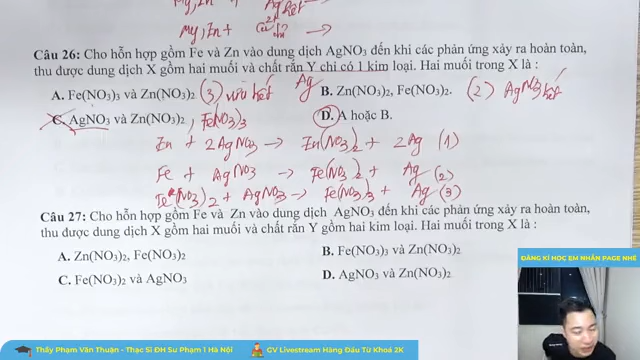 Mg, Zn + Ag hết
Mg, Zn + Cu²⁺ →
Câu 26: Cho hỗn hợp gồm Fe và Zn vào dung dịch AgNO₃ đến khi các phản ứng xảy ra hoàn toàn,
thu được dung dịch X gồm hai muối và chất rắn Y chỉ có 1 kim loại. Hai muối trong X là :
Ag
A. Fe(NO₃)₃ và Zn(NO₃)₂ (3) vừa hết B. Zn(NO₃)₂, Fe(NO₃)₂. (2) AgNO₃ hết
C. AgNO₃ và Zn(NO₃)₂, Fe(NO₃)₃ D. A hoặc B.
Zn + 2AgNO₃ → Zn(NO₃)₂ + 2Ag (1)
Fe + AgNO₃ → Fe(NO₃)₂ + Ag (2)
Fe(NO₃)₂ + AgNO₃ → Fe(NO₃)₃ + Ag (3)
Câu 27: Cho hỗn hợp gồm Fe và Zn vào dung dịch AgNO₃ đến khi các phản ứng xảy ra hoàn toàn,
thu được dung dịch X gồm hai muối và chất rắn Y gồm hai kim loại. Hai muối trong X là :
A. Zn(NO₃)₂, Fe(NO₃)₂ B. Fe(NO₃)₃ và Zn(NO₃)₂
C. Fe(NO₃)₂ và AgNO₃ D. AgNO₃ và Zn(NO₃)₂
ĐĂNG KÍ HỌC EM NHẮN PAGE NHÉ
Thầy Phạm Văn Thuận - Thạc Sĩ ĐH Sư Phạm 1 Hà Nội
GV Livestream Hàng Đầu Từ Khoá 2K